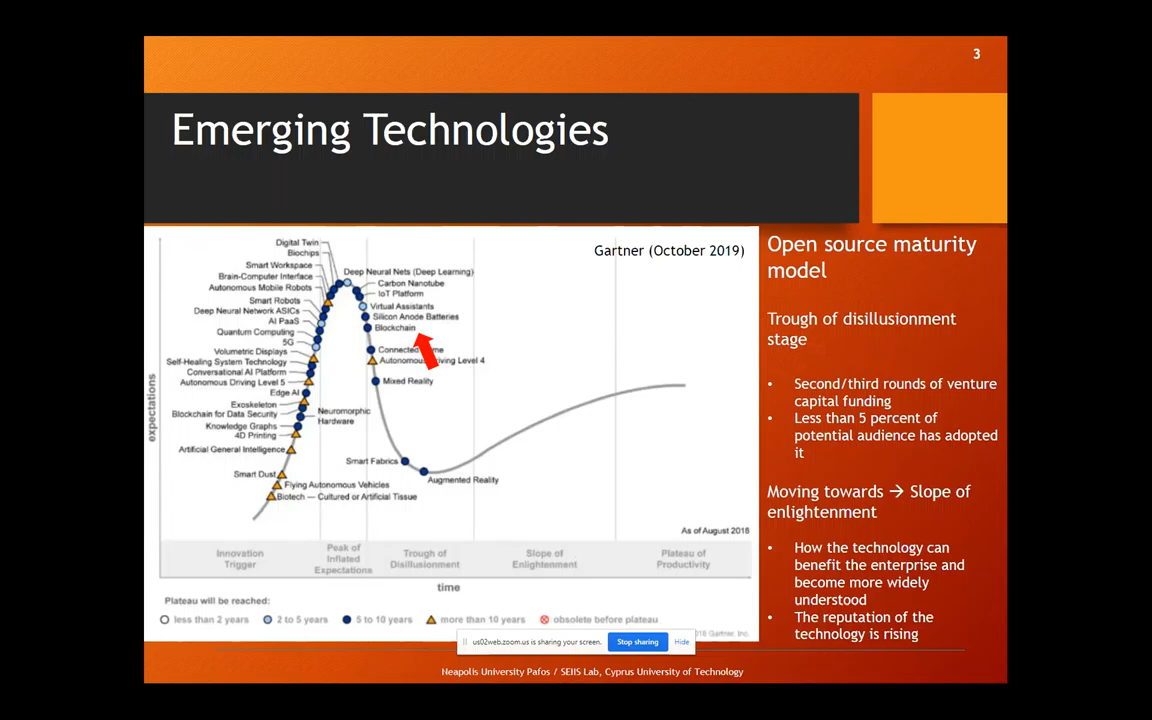 3
Emerging Technologies
Gartner (October 2019)
Digital Twin
Biochips
Smart Workspace
Brain-Computer Interface
Autonomous Mobile Robots
Smart Robots
Deep Neural Network ASICs
AI PaaS
Quantum Computing
5G
Volumetric Displays
Self-Healing System Technology
Conversational AI Platform
Autonomous Driving Level 5
Edge AI
Exoskeleton
Blockchain for Data Security
Knowledge Graphs
4D Printing
Artificial General Intelligence
Smart Dust
Flying Autonomous Vehicles
Biotech — Cultured or Artificial Tissue
Deep Neural Nets (Deep Learning)
Carbon Nanotube
IoT Platform
Virtual Assistants
Silicon Anode Batteries
Blockchain
Connected
Autonomous Driving Level 4
Mixed Reality
Neuromorphic
Hardware
Smart Fabrics
Augmented Reality
expectations
As of August 2018
Innovation
Trigger
Peak of
Inflated
Expectations
Trough of
Disillusionment
Slope of
Enlightenment
Plateau of
Productivity
time
Plateau will be reached:
less than 2 years
2 to 5 years
5 to 10 years
more than 10 years
obsolete before plateau
2018 Gartner, Inc.
Open source maturity
model
Trough of disillusionment
stage
• Second/third rounds of venture
capital funding
• Less than 5 percent of
potential audience has adopted
it
Moving towards → Slope of
enlightenment
• How the technology can
benefit the enterprise and
become more widely
understood
• The reputation of the
technology is rising
us02web.zoom.us is sharing your screen.
Stop sharing
Hide
Neapolis University Pafos / SEIIS Lab, Cyprus University of Technology